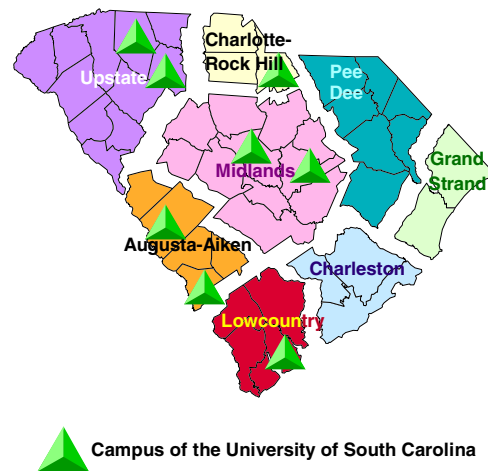 Charlotte-
Rock Hill
Upstate
Pee
Dee
Grand
Strand
Midlands
Augusta-Aiken
Charleston
Lowcountry
Campus of the University of South Carolina